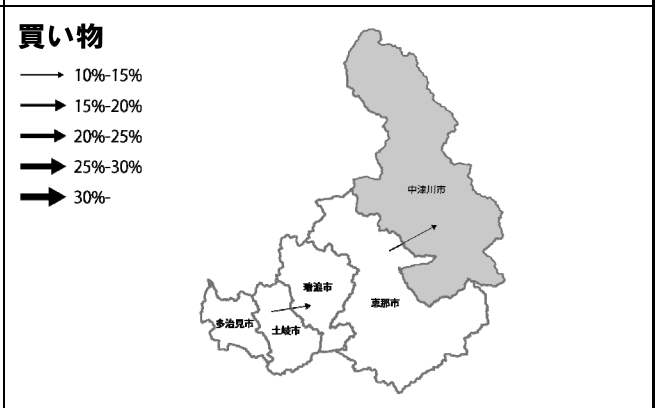 買い物
10%-15%
15%-20%
20%-25%
25%-30%
30%-
中津川市
瑞浪市
恵那市
多治見市
土岐市